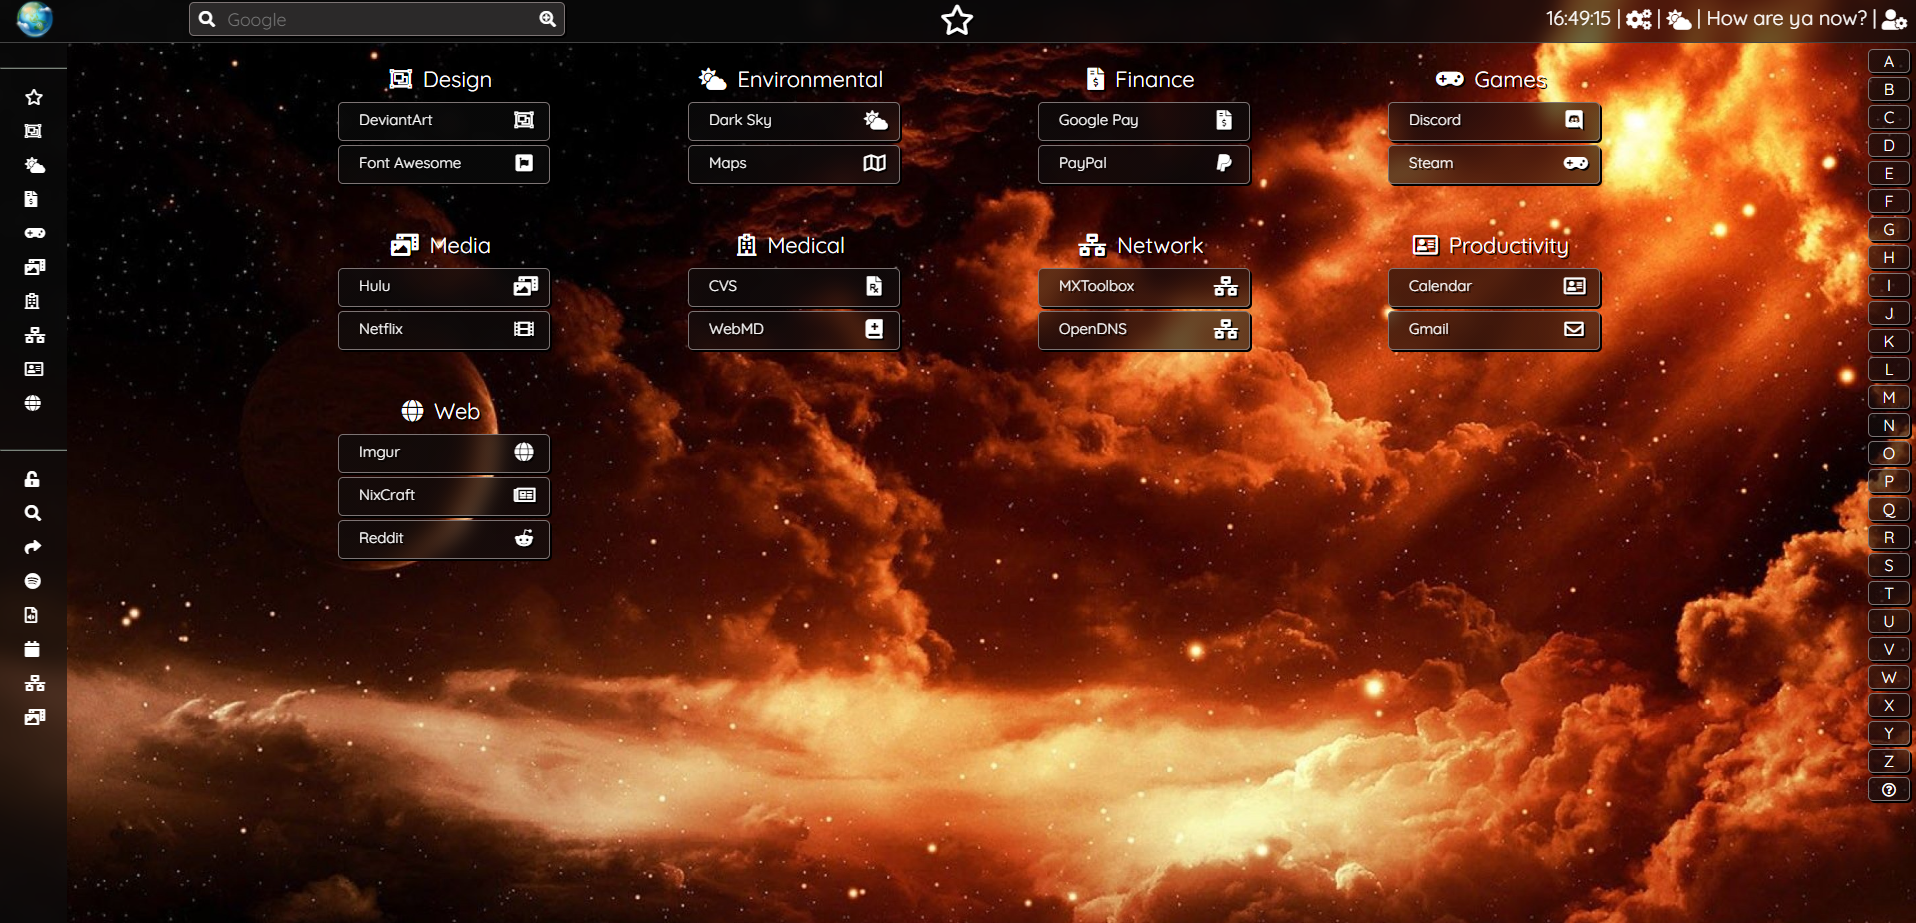 Google
16:49:15 | | | How are ya now? |
Design
DeviantArt
Font Awesome
Environmental
Dark Sky
Maps
Finance
Google Pay
PayPal
Games
Discord
Steam
Media
Hulu
Netflix
Medical
CVS
WebMD
Network
MXToolbox
OpenDNS
Productivity
Calendar
Gmail
Web
Imgur
NixCraft
Reddit
A
B
C
D
E
F
G
H
I
J
K
L
M
N
O
P
Q
R
S
T
U
V
W
X
Y
Z